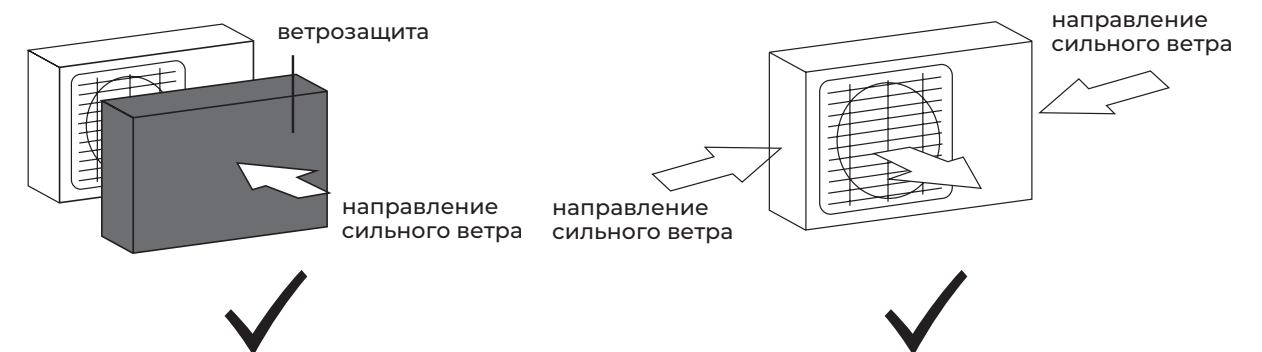 ветрозащита
направление
сильного ветра
направление
сильного ветра
направление
сильного ветра